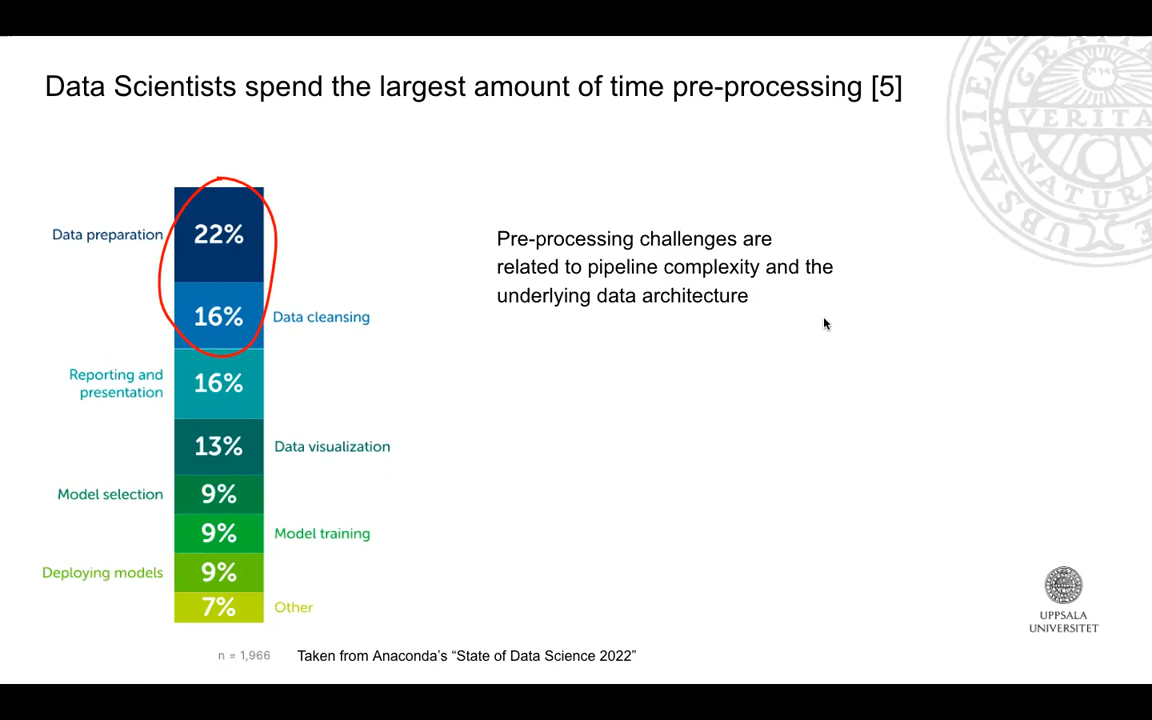 Data Scientists spend the largest amount of time pre-processing [5]
Data preparation
22%
16%
Data cleansing
Reporting and
presentation
16%
13%
Data visualization
Model selection
9%
9%
Model training
Deploying models
9%
7%
Other
n = 1,966
Taken from Anaconda’s “State of Data Science 2022”
Pre-processing challenges are
related to pipeline complexity and the
underlying data architecture
VERITA
NATURA
UPPSALA
UNIVERSITET